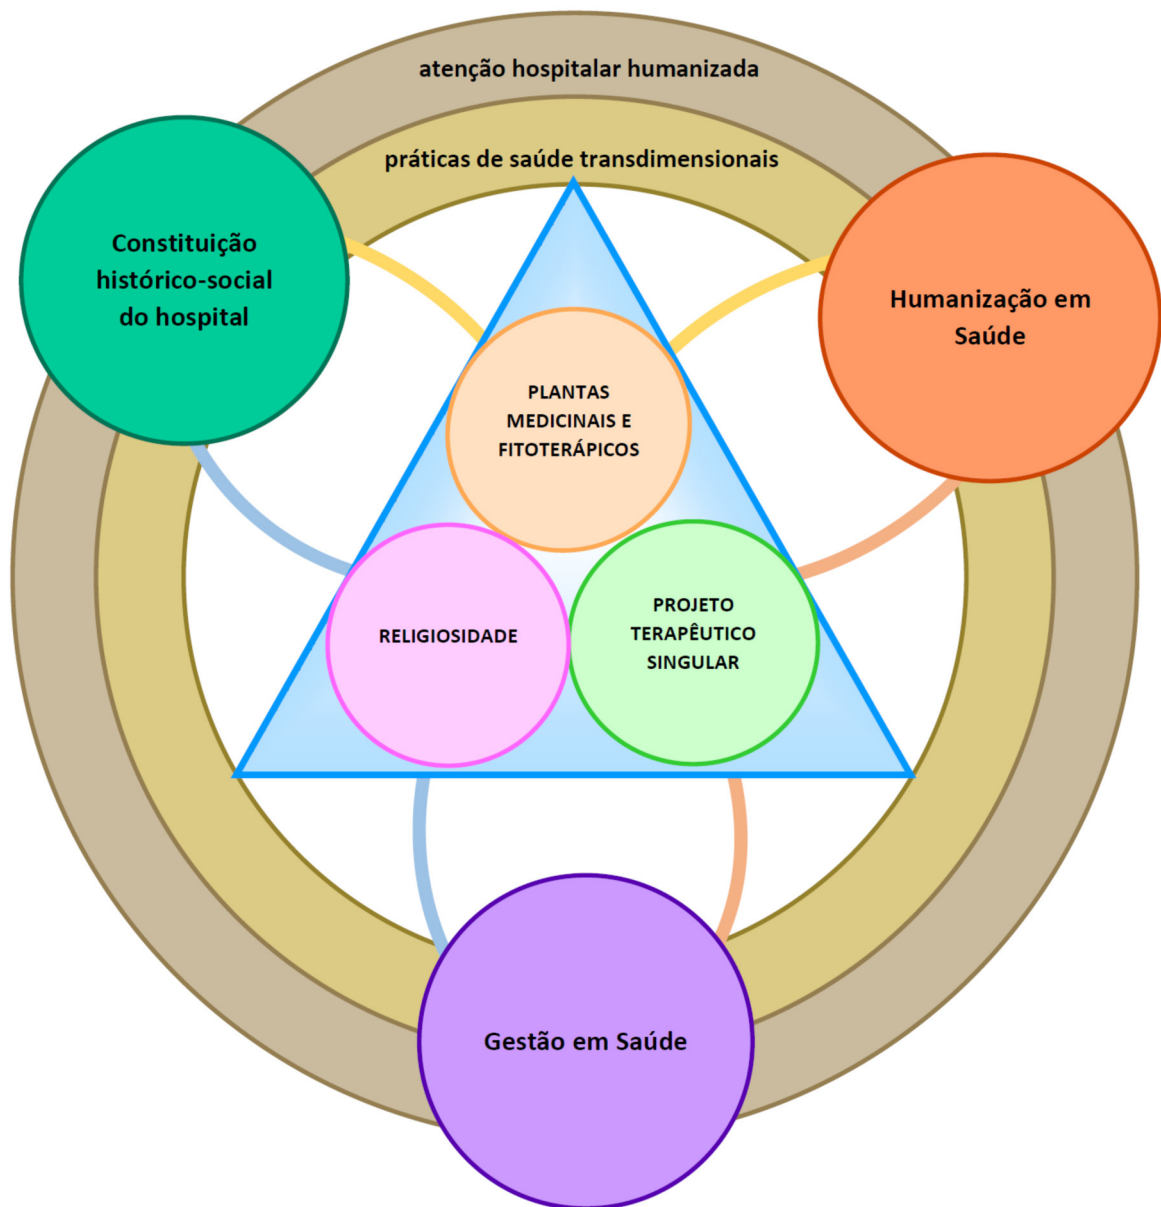 atenção hospitalar humanizada
práticas de saúde transdimensionais
Constituição
histórico-social
do hospital
Humanização em
Saúde
PLANTAS
MEDICINAIS E
FITOTERÁPICOS
RELIGIOSIDADE
PROJETO
TERAPÊUTICO
SINGULAR
Gestão em Saúde